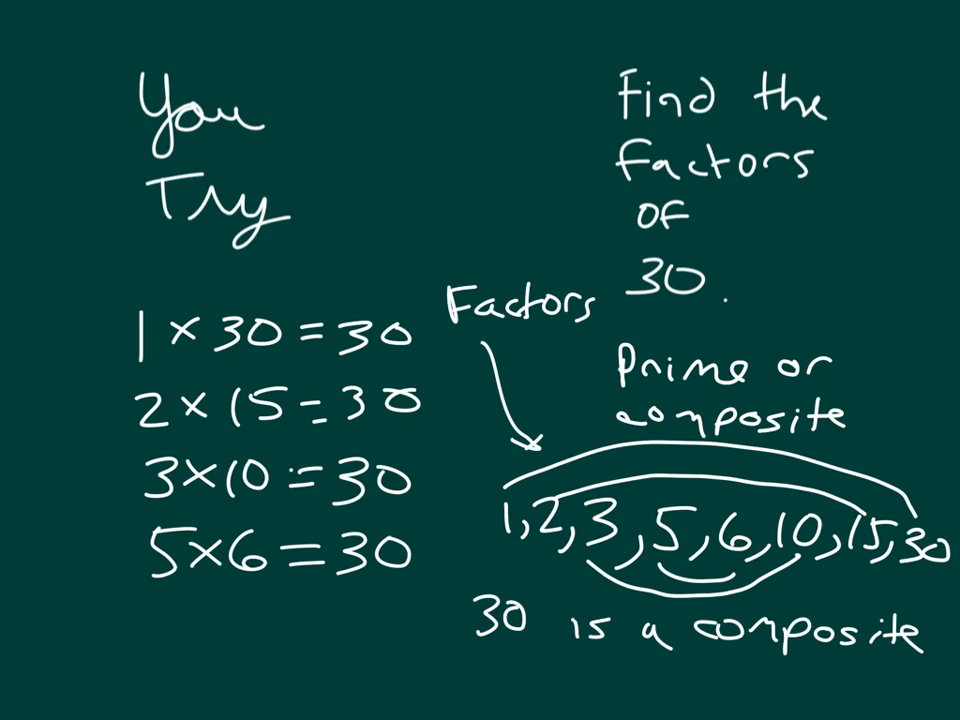 You
Try
Find the
Factors
OF
30.
1 × 30 = 30
2 × 15 = 30
3 × 10 = 30
5 × 6 = 30
Factors
Prime or
composite
1, 2, 3, 5, 6, 10, 15, 30
30 is a composite